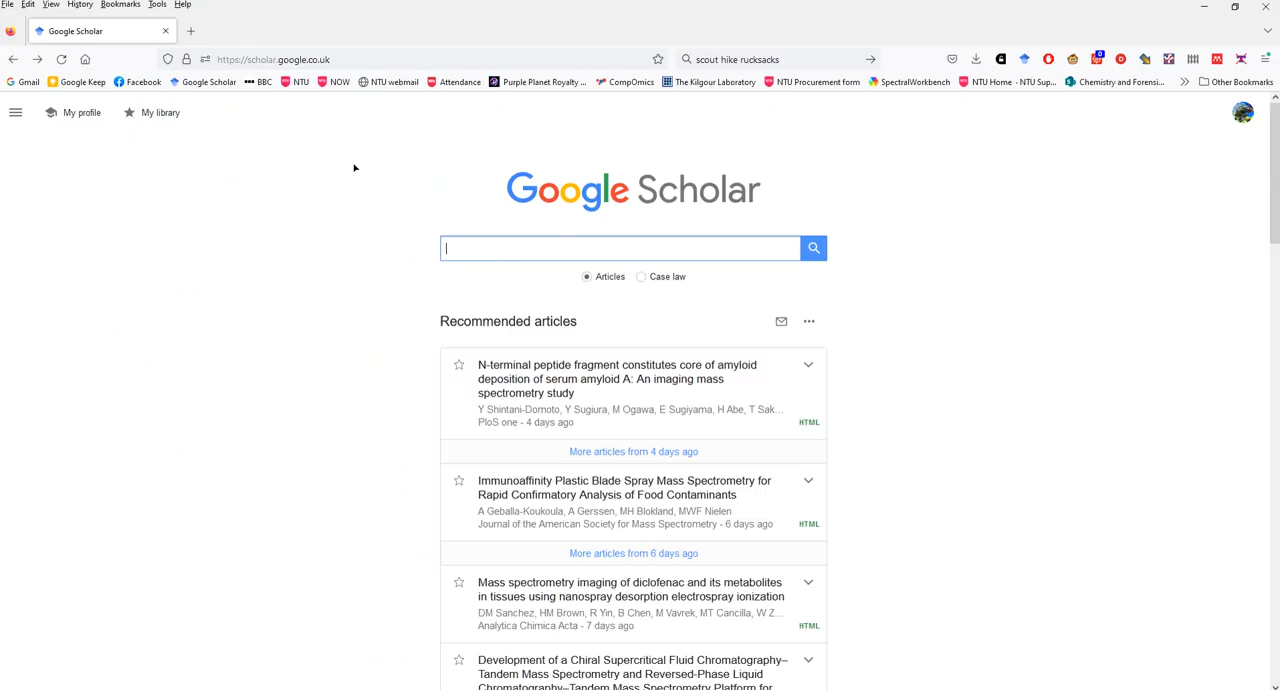 File Edit View History Bookmarks Tools Help
Google Scholar
https://scholar.google.co.uk
scout hike rucksacks
0
Gmail Google Keep Facebook Google Scholar BBC NTU NOW NTU webmail Attendance Purple Planet Royalty ... CompOmics The Kilgour Laboratory NTU Procurement form SpectralWorkbench NTU Home - NTU Sup... Chemistry and Forensi... Other Bookmarks
My profile My library
Google Scholar
Articles Case law
Recommended articles
N-terminal peptide fragment constitutes core of amyloid
deposition of serum amyloid A: An imaging mass
spectrometry study
Y Shintani-Domoto, Y Sugiura, M Ogawa, E Sugiyama, H Abe, T Sak...
PloS one - 4 days ago
HTML
More articles from 4 days ago
Immunoaffinity Plastic Blade Spray Mass Spectrometry for
Rapid Confirmatory Analysis of Food Contaminants
A Geballa-Koukoula, A Gerssen, MH Blokland, MWF Nielen
Journal of the American Society for Mass Spectrometry - 6 days ago
HTML
More articles from 6 days ago
Mass spectrometry imaging of diclofenac and its metabolites
in tissues using nanospray desorption electrospray ionization
DM Sanchez, HM Brown, R Yin, B Chen, M Vavrek, MT Cancilla, W Z...
Analytica Chimica Acta - 7 days ago
HTML
Development of a Chiral Supercritical Fluid Chromatography–
Tandem Mass Spectrometry and Reversed-Phase Liquid
Chromatography–Tandem Mass Spectrometry Platform for